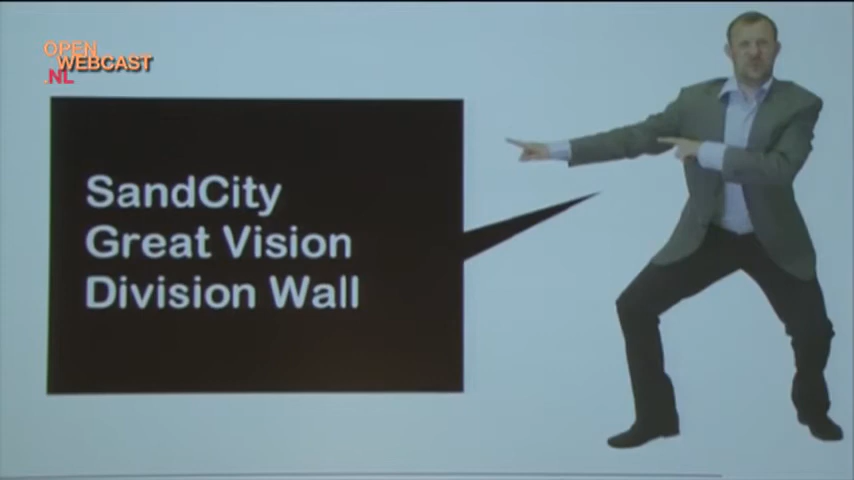 OPEN
WEBCAST
.NL
SandCity
Great Vision
Division Wall